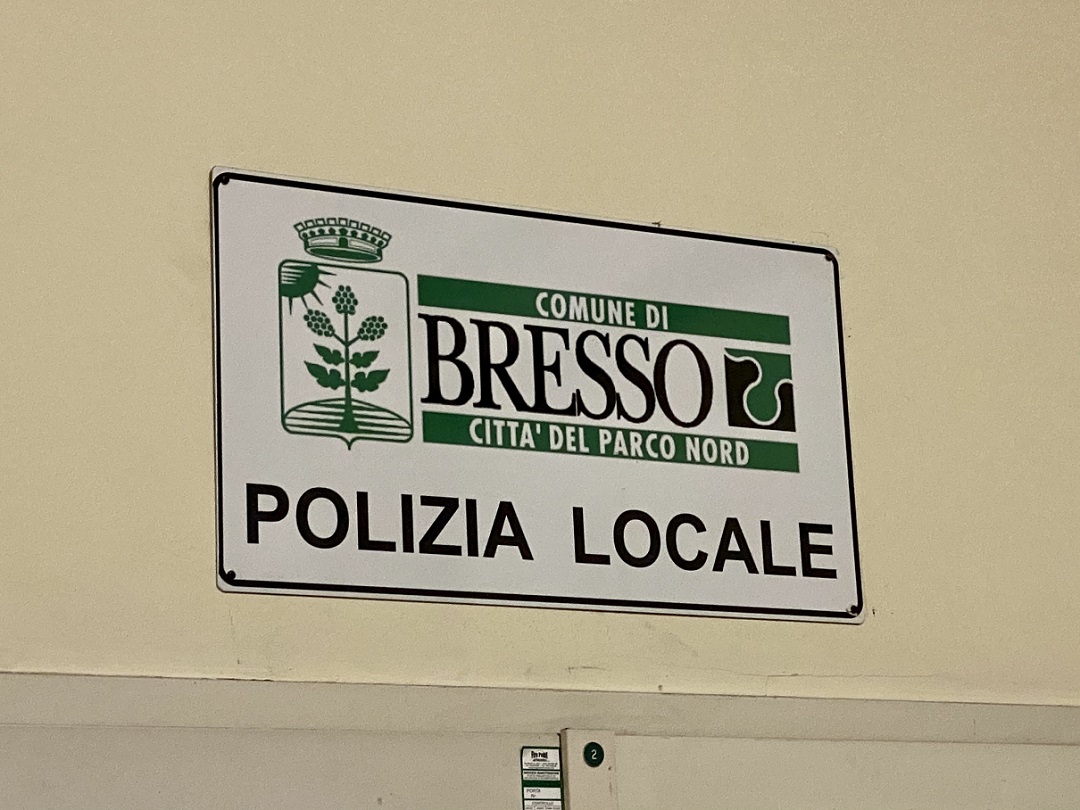 COMUNE DI
BRESSO
CITTA' DEL PARCO NORD
POLIZIA LOCALE
2